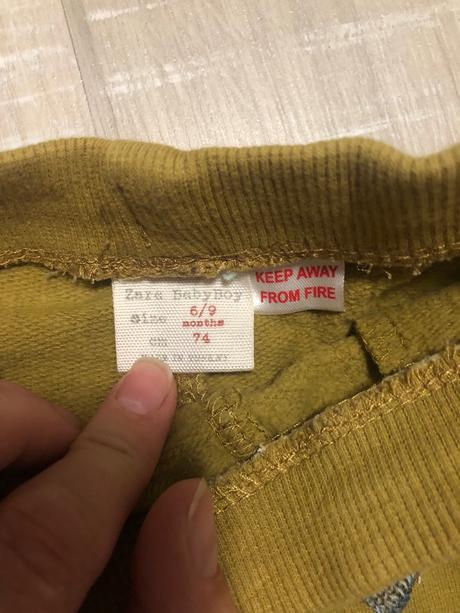 Zara BabyBoy
size 6/9
months
cm 74
KEEP AWAY
FROM FIRE